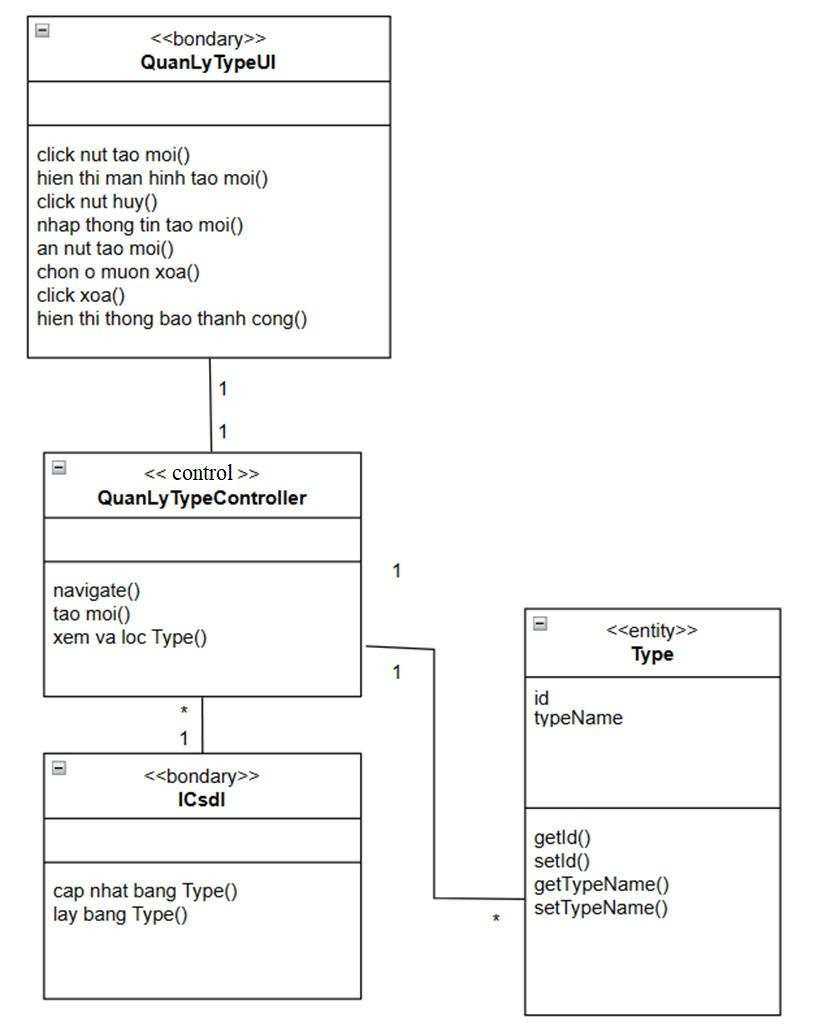 <<bondary>>
QuanLyTypeUI
click nut tao moi()
hien thi man hinh tao moi()
click nut huy()
nhap thong tin tao moi()
an nut tao moi()
chon o muon xoa()
click xoa()
hien thi thong bao thanh cong()
1
1
<< control >>
QuanLyTypeController
navigate()
tao moi()
xem va loc Type()
1
1
*
1
<<bondary>>
ICsdl
cap nhat bang Type()
lay bang Type()
<<entity>>
Type
id
typeName
getId()
setId()
getTypeName()
setTypeName()
*